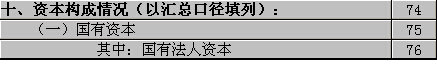 十、资本构成情况（以汇总口径填列）： 74
（一）国有资本 75
其中：国有法人资本 76